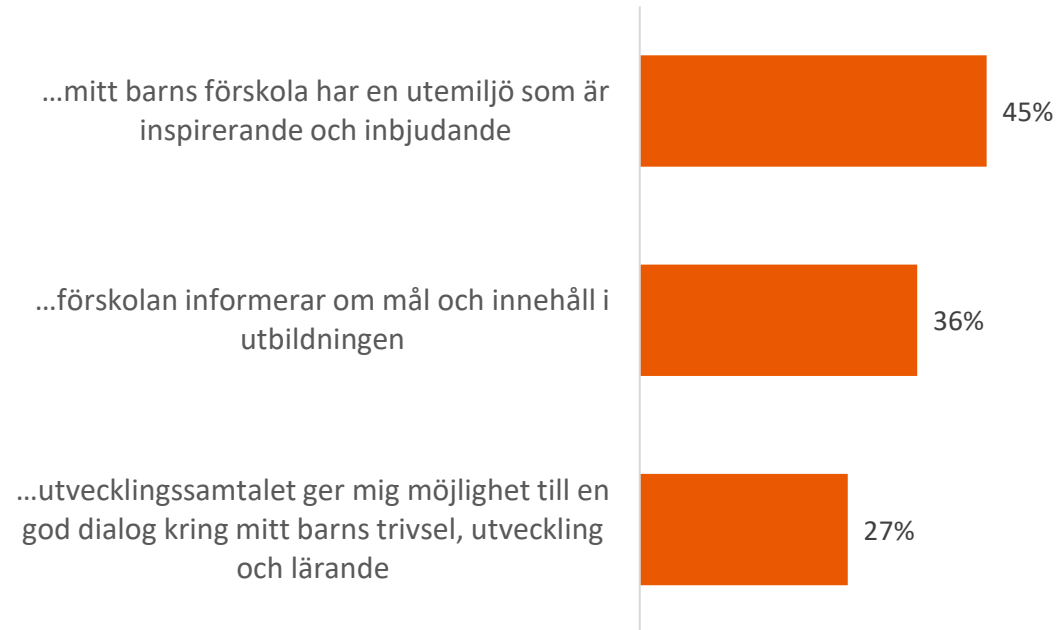 ...mitt barns förskola har en utemiljö som är
inspirerande och inbjudande
45%
...förskolan informerar om mål och innehåll i
utbildningen
36%
...utvecklingssamtalet ger mig möjlighet till en
god dialog kring mitt barns trivsel, utveckling
och lärande
27%